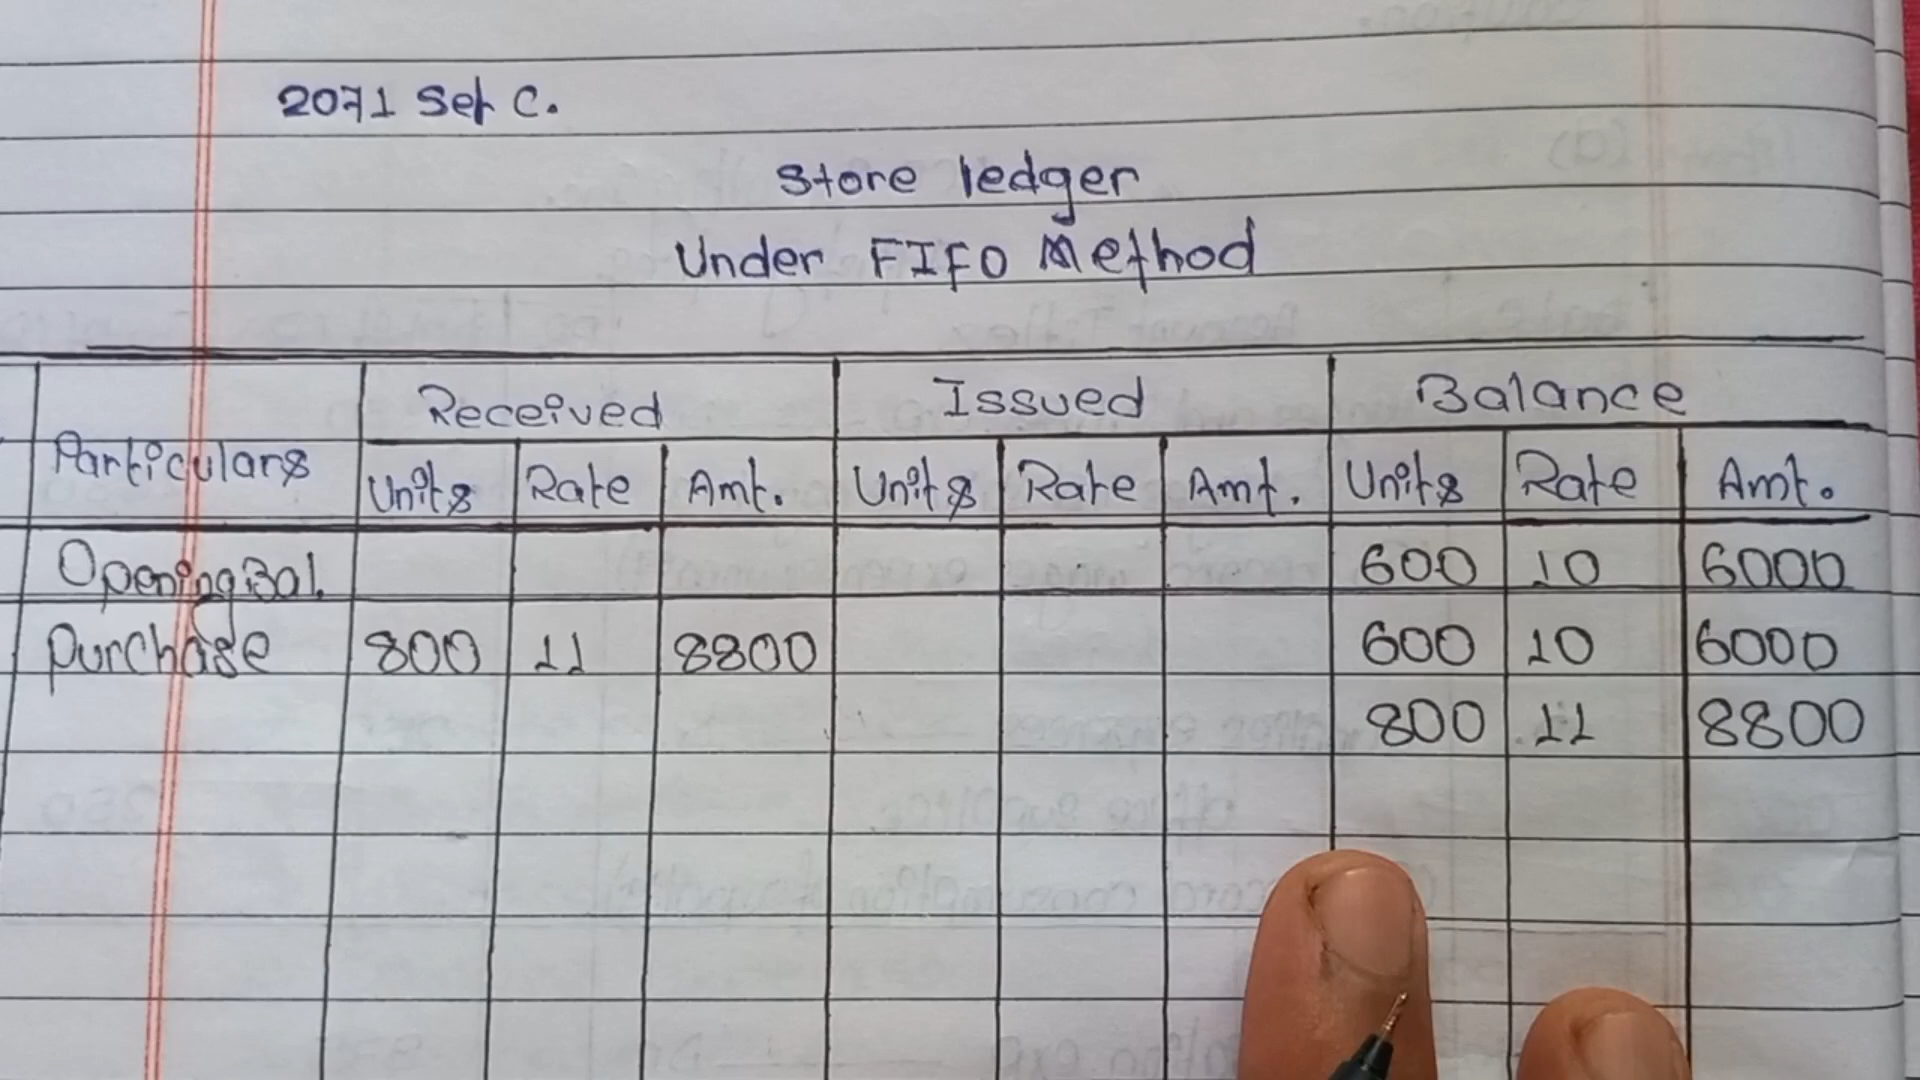 2071 Set C.
Store ledger
Under FIFO Method
Particulars Received Issued Balance
Units Rate Amt. Units Rate Amt. Units Rate Amt.
Opening Bal. 600 10 6000
Purchase 800 11 8800 600 10 6000
800 11 8800